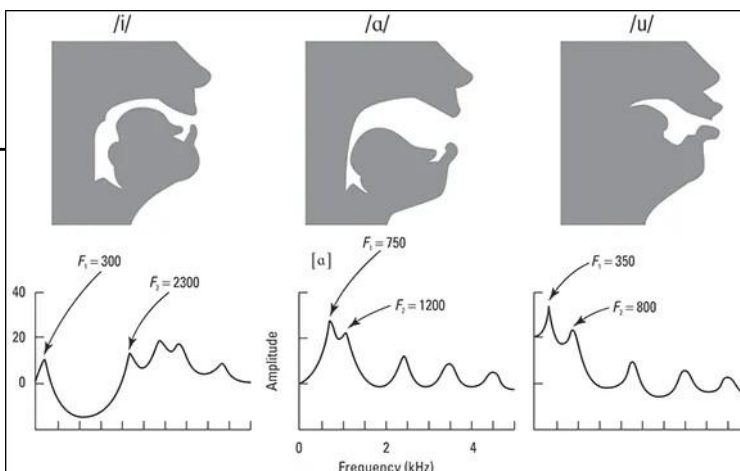 /i/
/ɑ/
/u/
F₁ = 300
F₂ = 2300
40
20
0
[ɑ]
F₁ = 750
F₂ = 1200
Amplitude
0
2
4
Frequency (kHz)
F₁ = 350
F₂ = 800